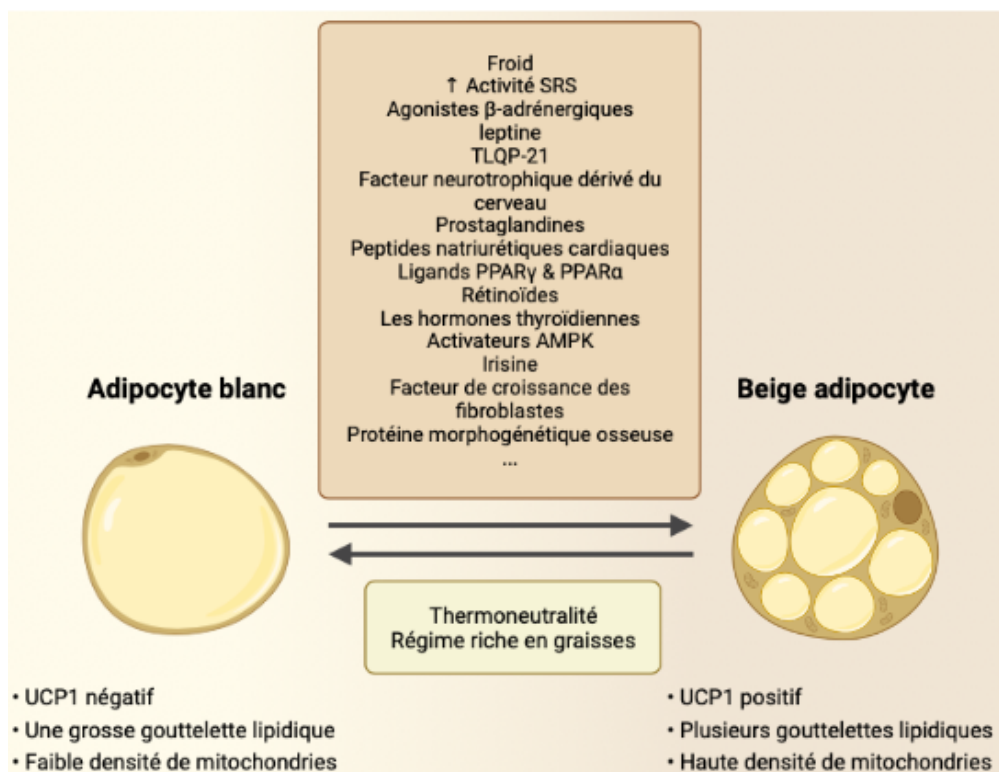 Froid
↑ Activité SRS
Agonistes β-adrénergiques
leptine
TLQP-21
Facteur neurotrophique dérivé du
cerveau
Prostaglandines
Peptides natriurétiques cardiaques
Ligands PPARγ & PPARα
Rétinoïdes
Les hormones thyroïdiennes
Activateurs AMPK
Irisine
Facteur de croissance des
fibroblastes
Protéine morphogénétique osseuse
...
Adipocyte blanc
Beige adipocyte
Thermoneutralité
Régime riche en graisses
• UCP1 négatif
• Une grosse gouttelette lipidique
• Faible densité de mitochondries
• UCP1 positif
• Plusieurs gouttelettes lipidiques
• Haute densité de mitochondries